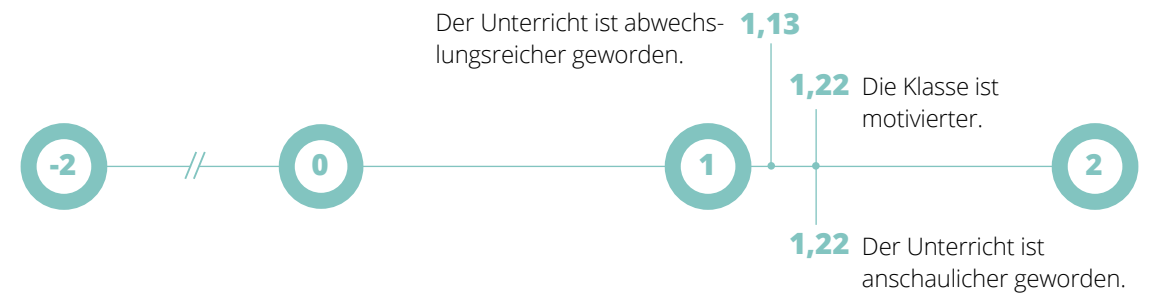 Der Unterricht ist abwechs-
lungsreicher geworden.
1,13
1,22
Die Klasse ist
motivierter.
-2
//
0
1
2
1,22
Der Unterricht ist
anschaulicher geworden.